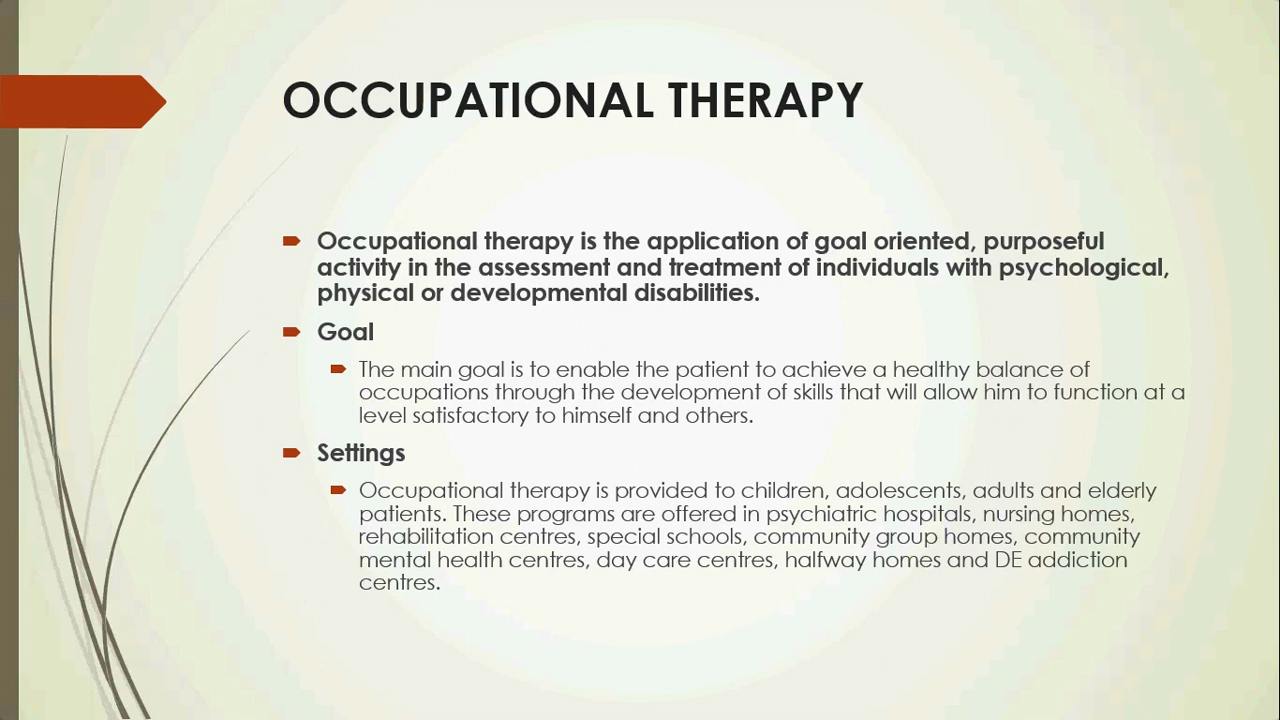 OCCUPATIONAL THERAPY
Occupational therapy is the application of goal oriented, purposeful
activity in the assessment and treatment of individuals with psychological,
physical or developmental disabilities.
Goal
The main goal is to enable the patient to achieve a healthy balance of
occupations through the development of skills that will allow him to function at a
level satisfactory to himself and others.
Settings
Occupational therapy is provided to children, adolescents, adults and elderly
patients. These programs are offered in psychiatric hospitals, nursing homes,
rehabilitation centres, special schools, community group homes, community
mental health centres, day care centres, halfway homes and DE addiction
centres.